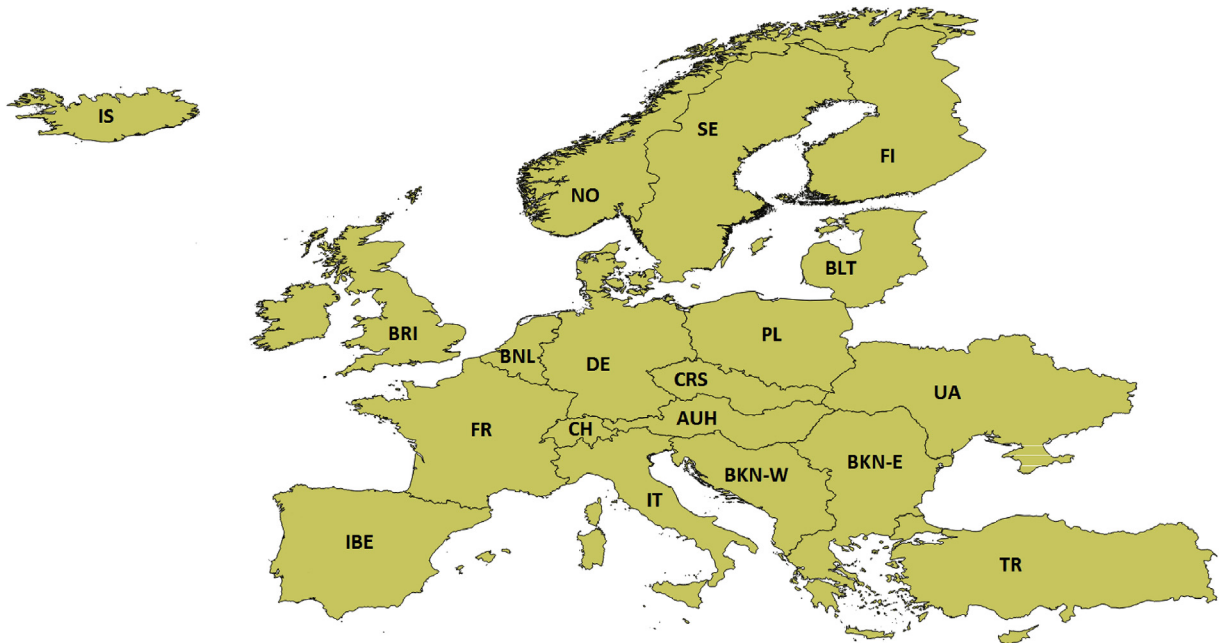 IS
SE
FI
NO
BLT
BRI
PL
BNL
DE
CRS
UA
AUH
FR
CH
BKN-E
BKN-W
IT
IBE
TR